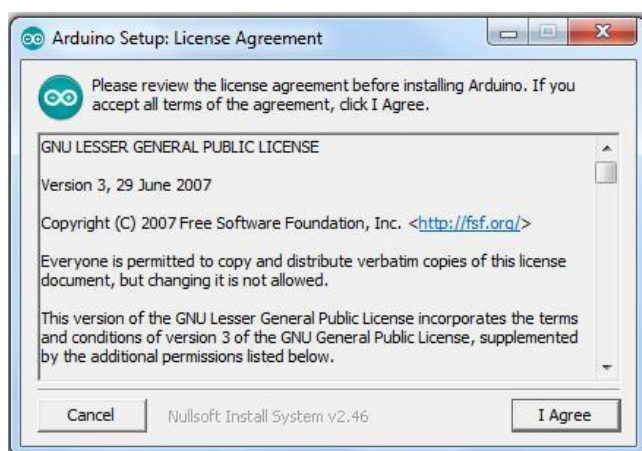 Arduino Setup: License Agreement
Please review the license agreement before installing Arduino. If you
accept all terms of the agreement, click I Agree.
GNU LESSER GENERAL PUBLIC LICENSE
Version 3, 29 June 2007
Copyright (C) 2007 Free Software Foundation, Inc. <http://fsf.org/>
Everyone is permitted to copy and distribute verbatim copies of this license
document, but changing it is not allowed.
This version of the GNU Lesser General Public License incorporates the terms
and conditions of version 3 of the GNU General Public License, supplemented
by the additional permissions listed below.
Cancel
Nullsoft Install System v2.46
I Agree